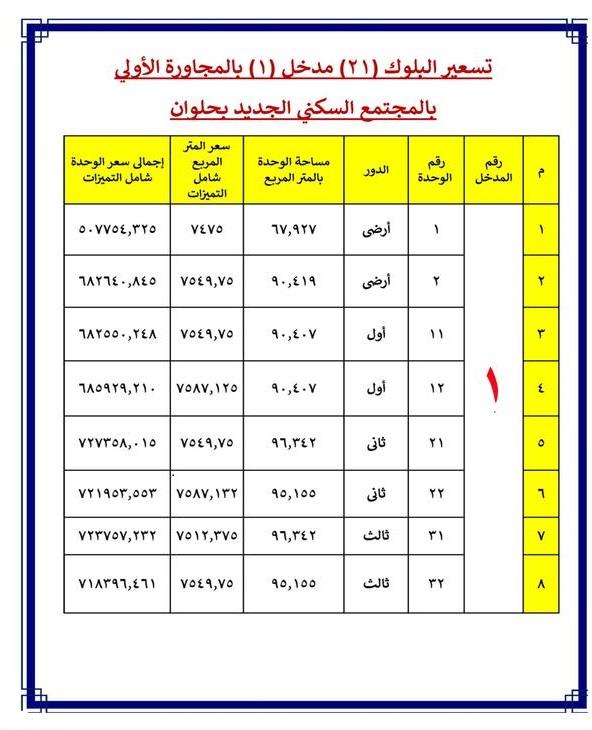 تسعير البلوك (٢١) مدخل (١) بالمجاورة الأولي
بالمجتمع السكني الجديد بحلوان
م رقم المدخل رقم الوحدة الدور مساحة الوحدة بالمتر المربع سعر المتر المربع شامل التميزات إجمالى سعر الوحدة شامل التميزات
١ ١ أرضى ٦٧,٩٢٧ ٧٤٧٥ ٥٠٧٧٥٤,٣٢٥
٢ ٢ أرضى ٩٠,٤١٩ ٧٥٤٩,٧٥ ٦٨٢٦٤٠,٨٤٥
٣ ١١ أول ٩٠,٤٠٧ ٧٥٤٩,٧٥ ٦٨٢٥٥٠,٢٤٨
٤ ١ ١٢ أول ٩٠,٤٠٧ ٧٥٨٧,١٢٥ ٦٨٥٩٢٩,٢١٠
٥ ٢١ ثانى ٩٦,٣٤٢ ٧٥٤٩,٧٥ ٧٢٧٣٥٨,٠١٥
٦ ٢٢ ثانى ٩٥,١٥٥ ٧٥٨٧,١٣٢ ٧٢١٩٥٣,٥٥٣
٧ ٣١ ثالث ٩٦,٣٤٢ ٧٥١٢,٣٧٥ ٧٢٣٧٥٧,٢٣٢
٨ ٣٢ ثالث ٩٥,١٥٥ ٧٥٤٩,٧٥ ٧١٨٣٩٦,٤٦١